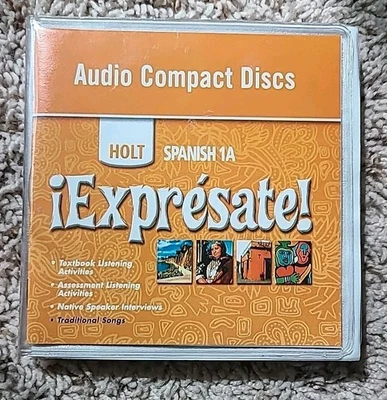 Audio Compact Discs
HOLT SPANISH 1A
¡Exprésate!
• Textbook Listening
Activities
• Assessment Listening
Activities
• Native Speaker Interviews
• Traditional Songs